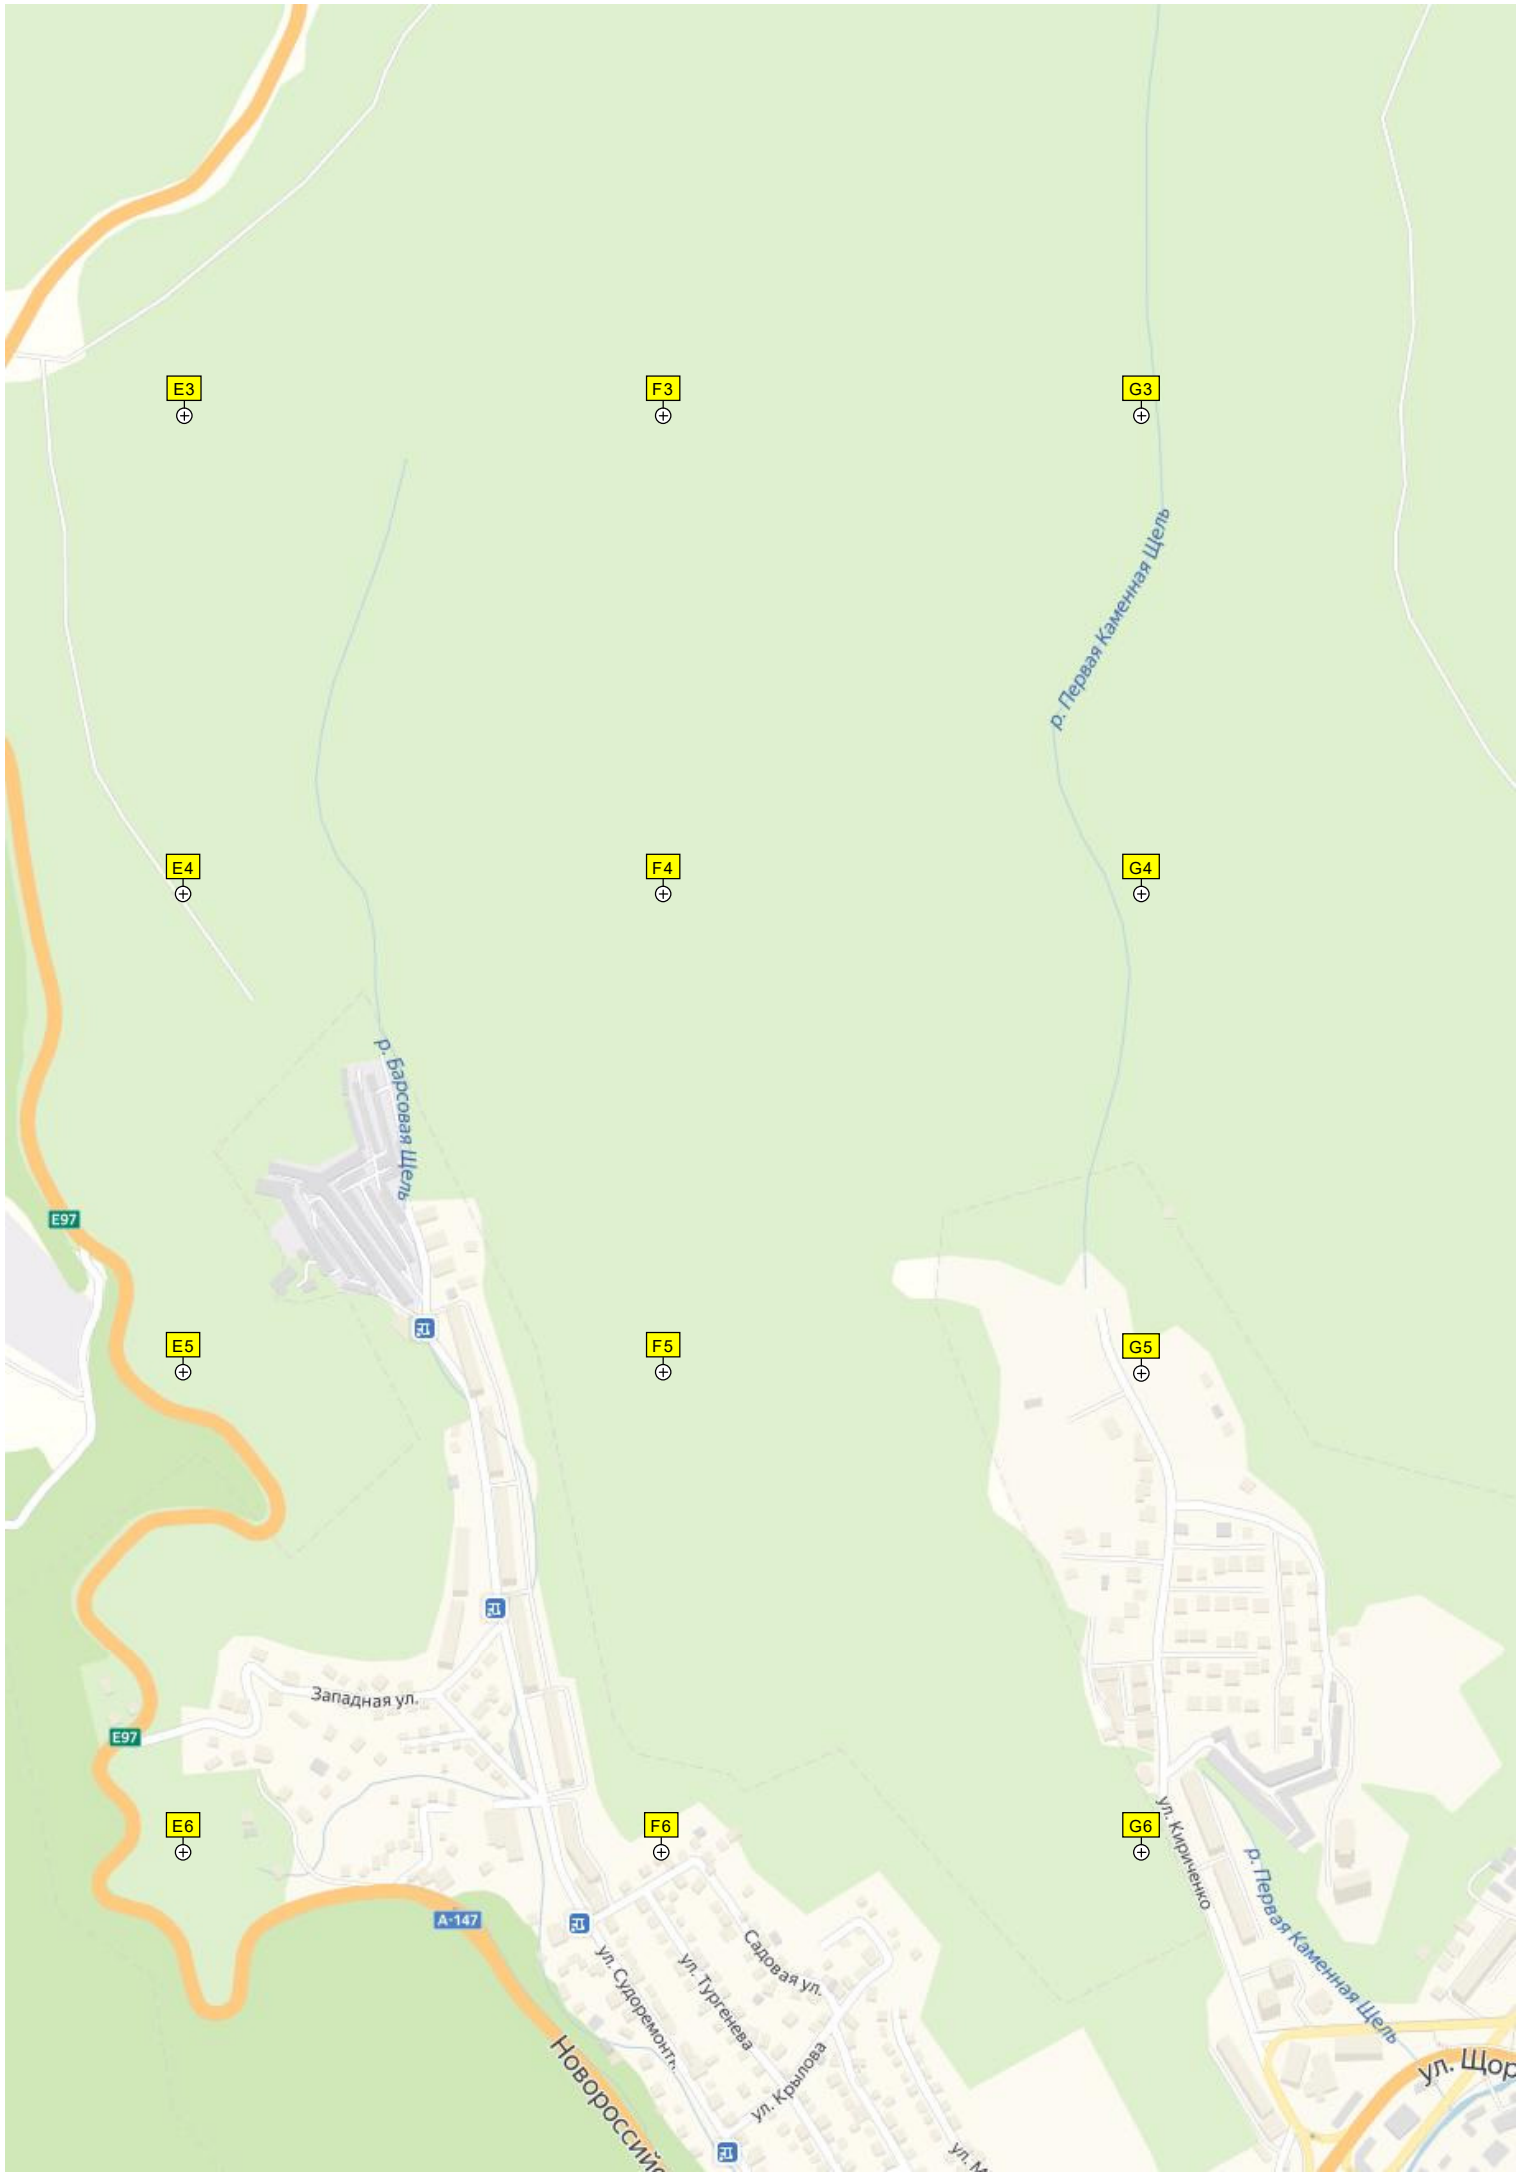 E3
F3
G3
р. Первая Каменная Щель
E4
F4
G4
р. Барсовая Щель
E97
E5
F5
G5
Западная ул.
E97
E6
F6
G6
ул. Кириченко
р. Первая Каменная Щель
А-147
ул. Судоремонтн.
ул. Тургенева
Садовая ул.
ул. Крылова
Новороссийс
ул. Щор
ул. М